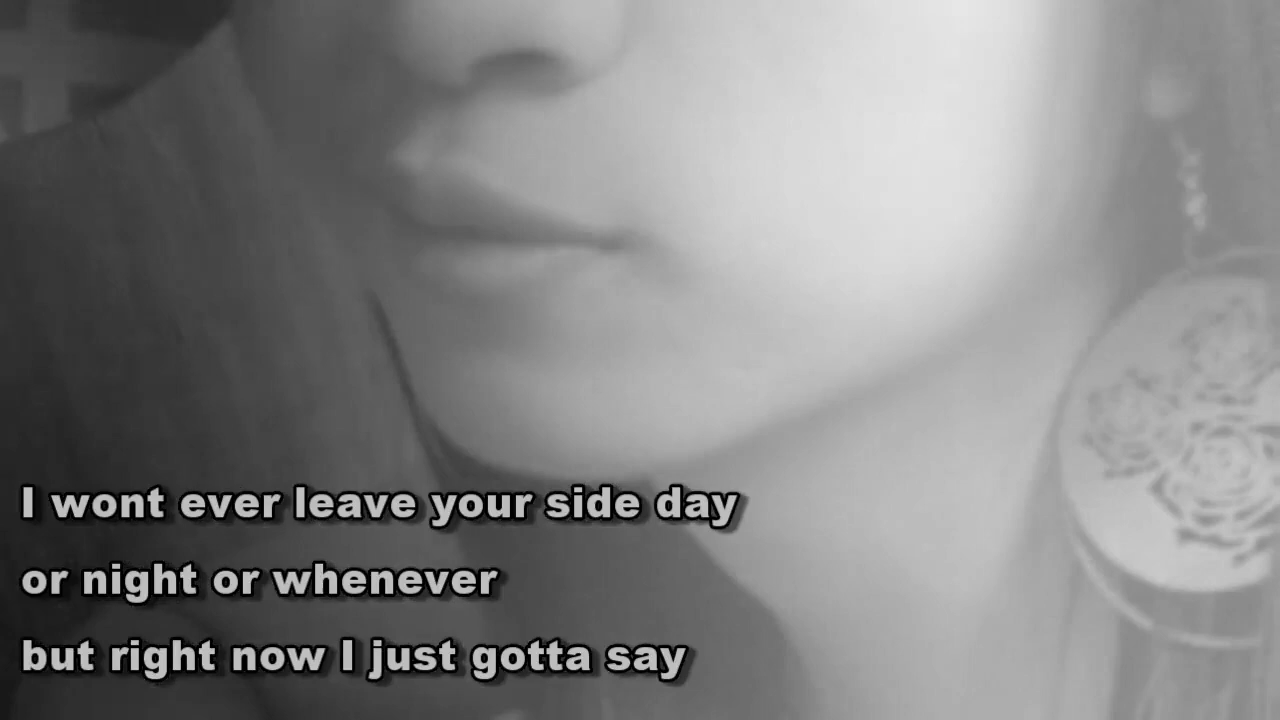 I wont ever leave your side day
or night or whenever
but right now I just gotta say